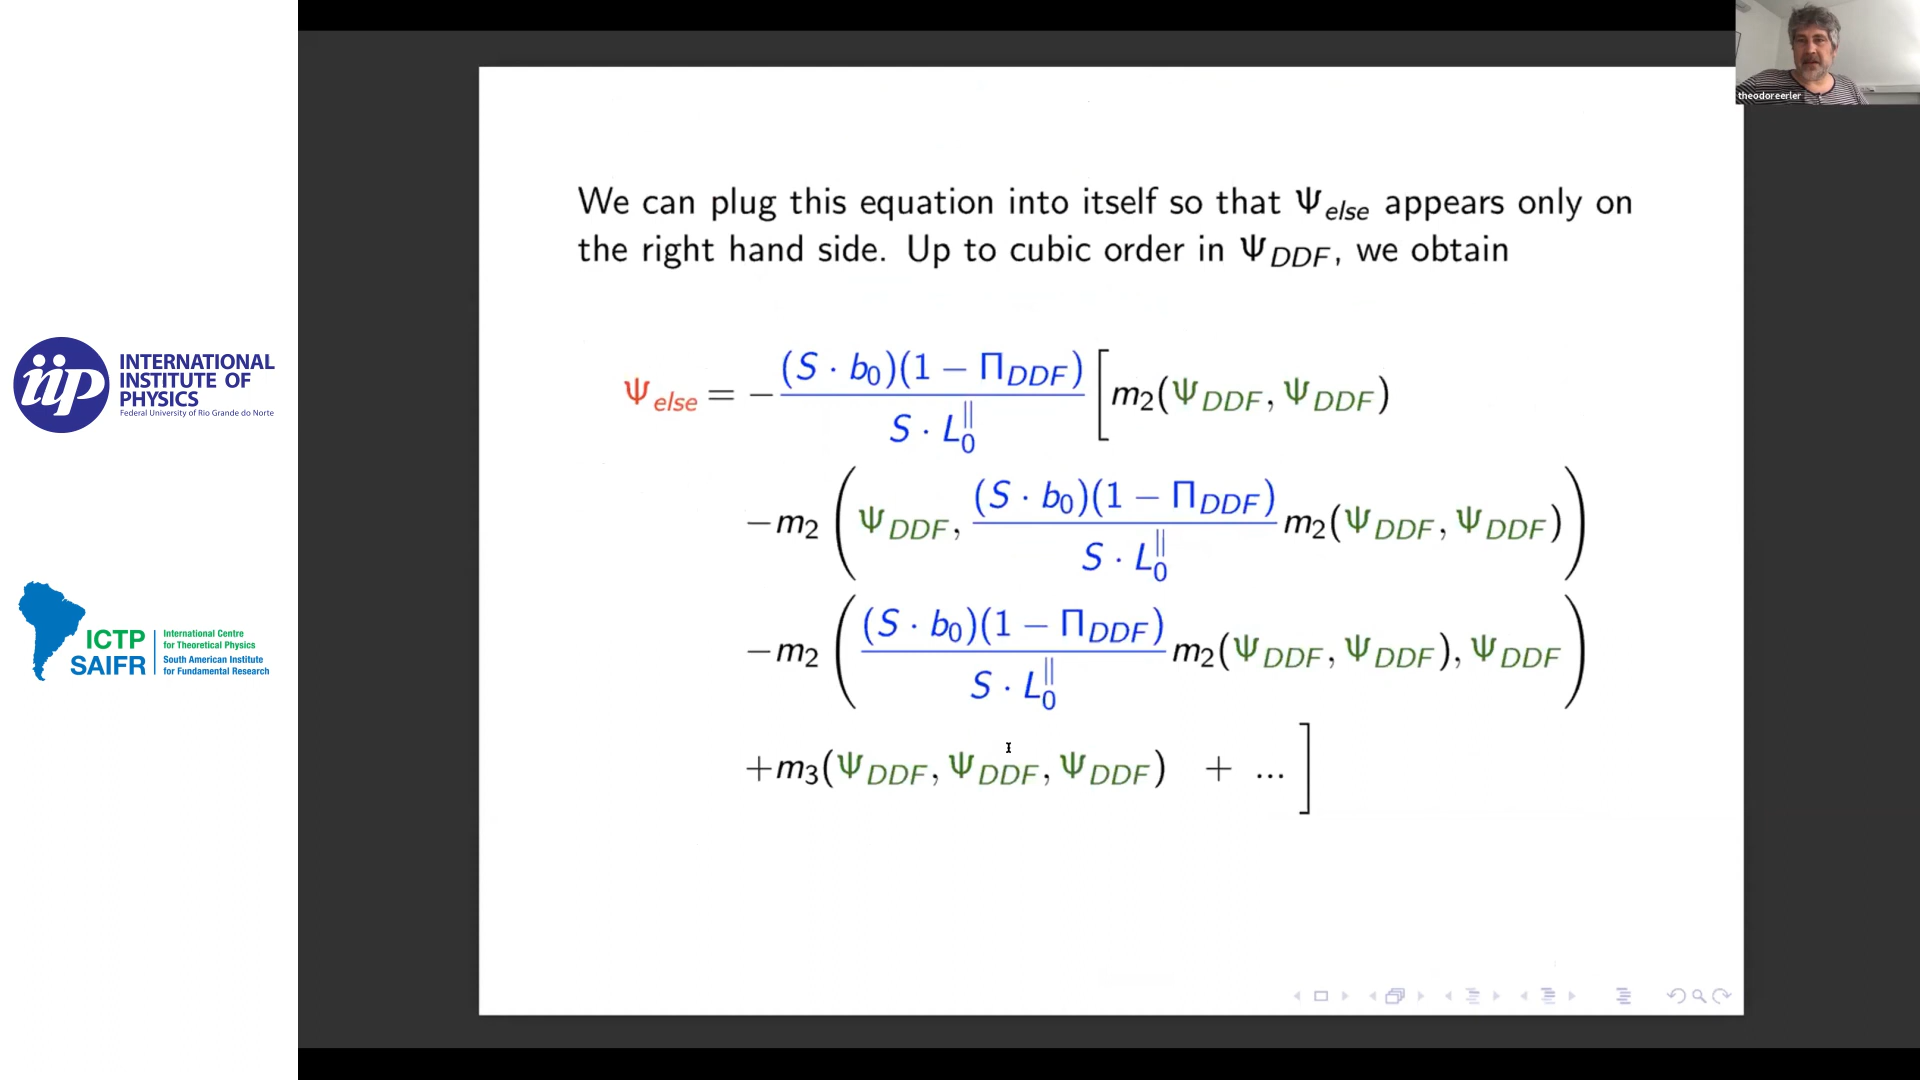 theodoreerler
We can plug this equation into itself so that Ψ_else appears only on
the right hand side. Up to cubic order in Ψ_DDF, we obtain
Ψ_else = − (S · b₀)(1 − Π_DDF) / S · L₀^∥ [ m₂(Ψ_DDF, Ψ_DDF)
−m₂ ( Ψ_DDF, (S · b₀)(1 − Π_DDF) / S · L₀^∥ m₂(Ψ_DDF, Ψ_DDF) )
−m₂ ( (S · b₀)(1 − Π_DDF) / S · L₀^∥ m₂(Ψ_DDF, Ψ_DDF), Ψ_DDF )
+m₃(Ψ_DDF, Ψ_DDF, Ψ_DDF) + ... ]
iip
INTERNATIONAL
INSTITUTE OF
PHYSICS
Federal University of Rio Grande do Norte
ICTP
SAIFR
International Centre
for Theoretical Physics
South American Institute
for Fundamental Research